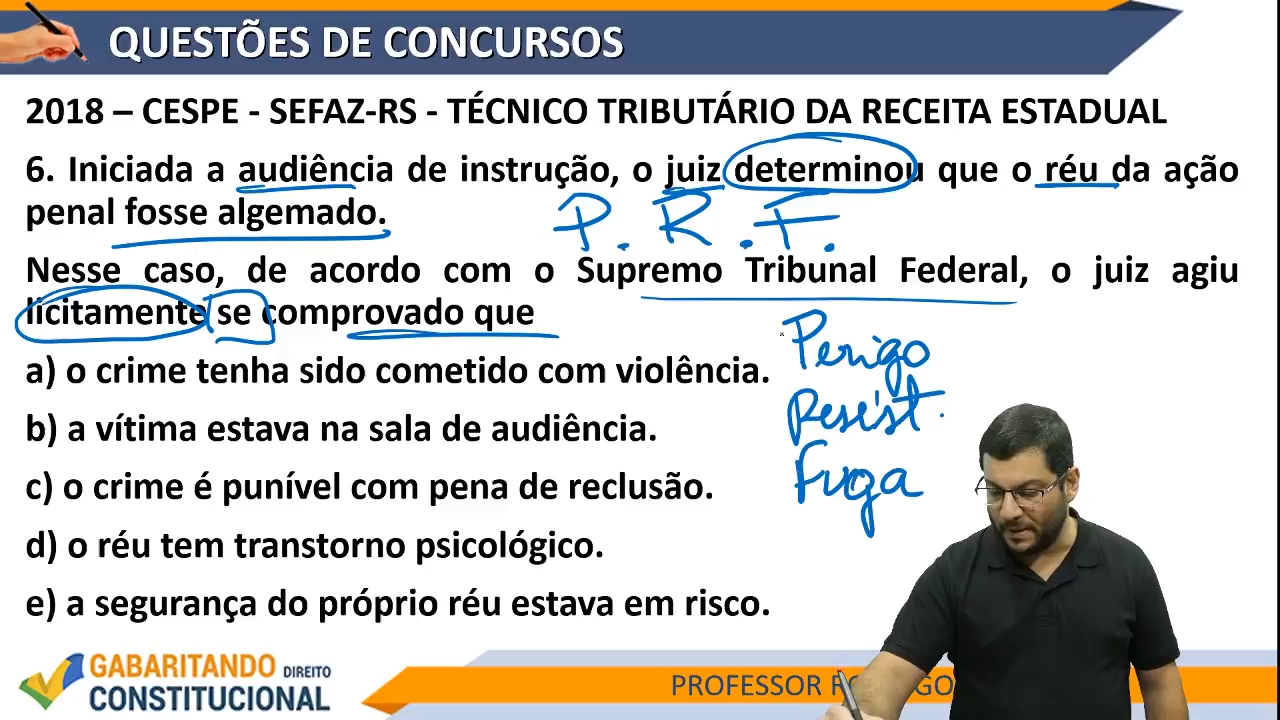 QUESTÕES DE CONCURSOS
2018 – CESPE - SEFAZ-RS - TÉCNICO TRIBUTÁRIO DA RECEITA ESTADUAL
6. Iniciada a audiência de instrução, o juiz determinou que o réu da ação
penal fosse algemado.
P. R. F.
Nesse caso, de acordo com o Supremo Tribunal Federal, o juiz agiu
licitamente se comprovado que
a) o crime tenha sido cometido com violência.
Perigo
b) a vítima estava na sala de audiência.
Resist.
c) o crime é punível com pena de reclusão.
Fuga
d) o réu tem transtorno psicológico.
e) a segurança do próprio réu estava em risco.
GABARITANDO DIREITO
CONSTITUCIONAL
PROFESSOR